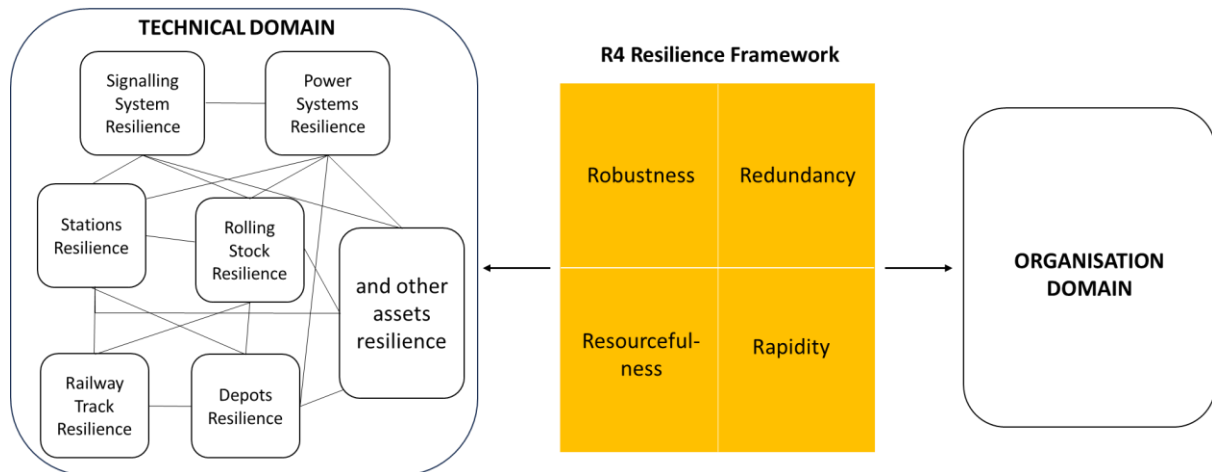 TECHNICAL DOMAIN
Signalling
System
Resilience
Power
Systems
Resilience
Stations
Resilience
Rolling
Stock
Resilience
and other
assets
resilience
Railway
Track
Resilience
Depots
Resilience
R4 Resilience Framework
Robustness
Redundancy
Resourceful-
ness
Rapidity
ORGANISATION
DOMAIN